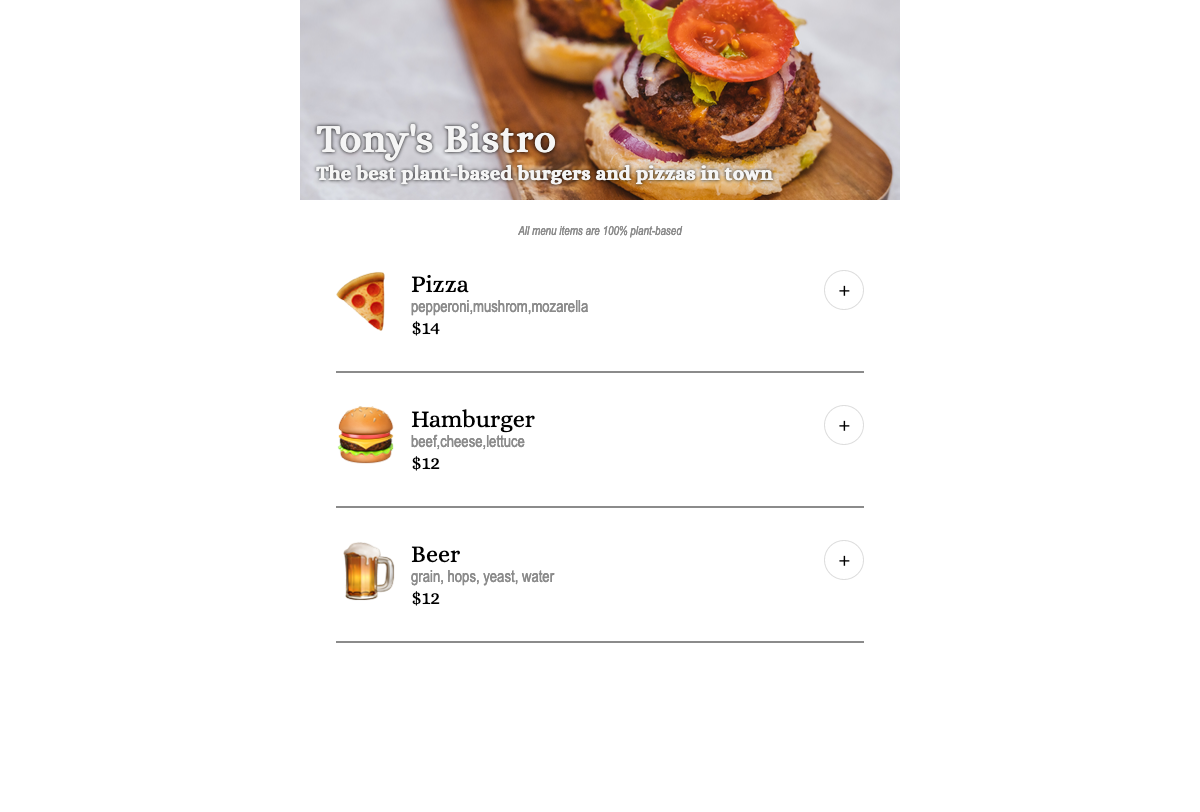 Tony's Bistro
The best plant-based burgers and pizzas in town
All menu items are 100% plant-based
Pizza
pepperoni,mushrom,mozarella
$14
+
Hamburger
beef,cheese,lettuce
$12
+
Beer
grain, hops, yeast, water
$12
+